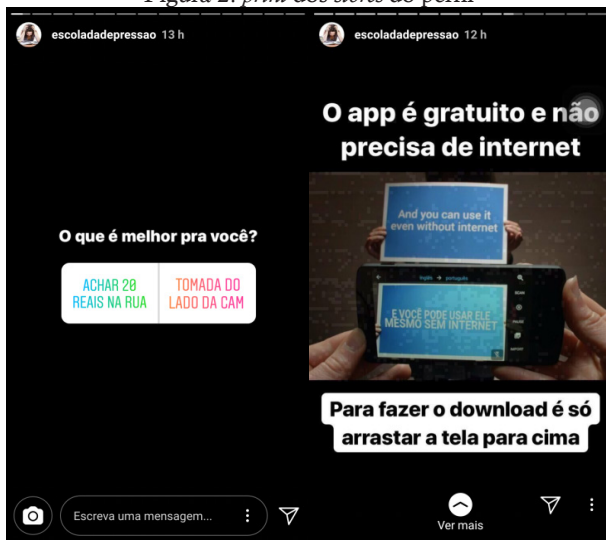 Figura 2: print dos storis do perfil
escoladadepressao 13 h
O que é melhor pra você?
ACHAR 20
REAIS NA RUA
TOMADA DO
LADO DA CAM
Escreva uma mensagem...
escoladadepressao 12 h
O app é gratuito e não
precisa de internet
And you can use it
even without internet
inglês → português
E VOCÊ PODE USAR ELE
MESMO SEM INTERNET
Para fazer o download é só
arrastar a tela para cima
Ver mais